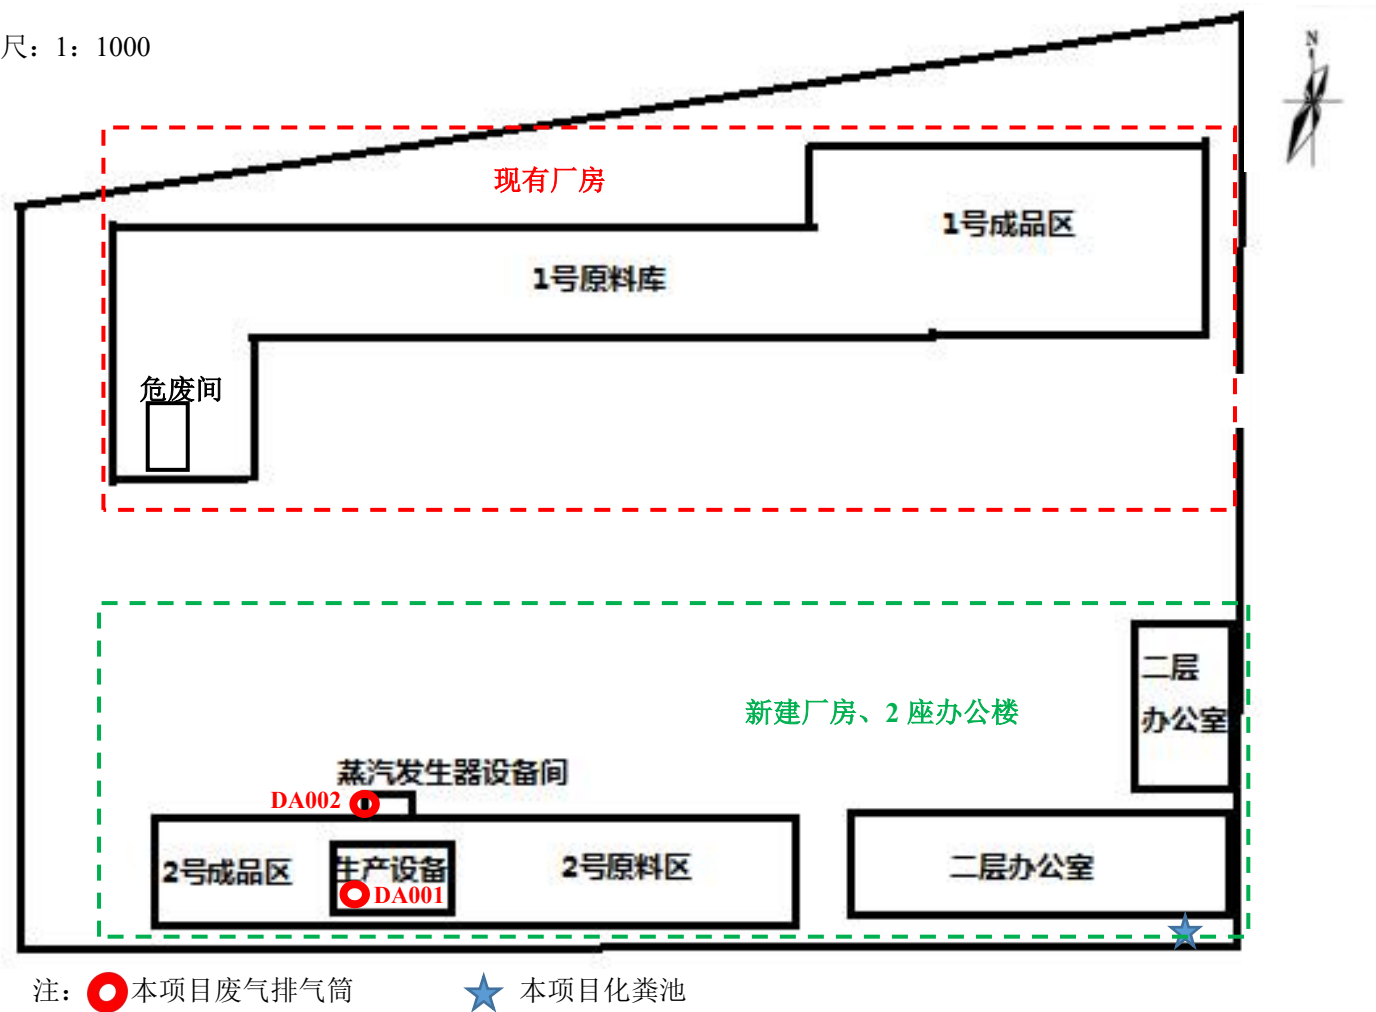 尺：1：1000
N
现有厂房
1号成品区
1号原料库
危废间
二层
办公室
新建厂房、2 座办公楼
蒸汽发生器设备间
DA002
2号成品区
生产设备
2号原料区
二层办公室
DA001
注：本项目废气排气筒
本项目化粪池